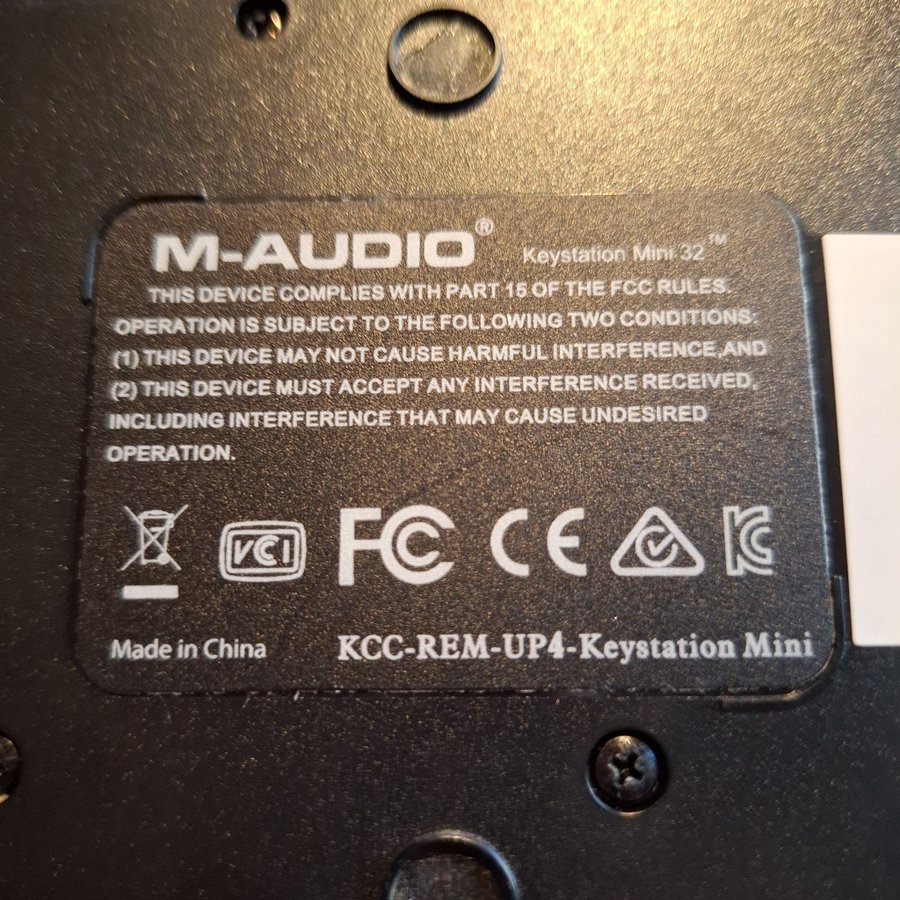 M-AUDIO® Keystation Mini 32™
THIS DEVICE COMPLIES WITH PART 15 OF THE FCC RULES.
OPERATION IS SUBJECT TO THE FOLLOWING TWO CONDITIONS:
(1) THIS DEVICE MAY NOT CAUSE HARMFUL INTERFERENCE,AND
(2) THIS DEVICE MUST ACCEPT ANY INTERFERENCE RECEIVED,
INCLUDING INTERFERENCE THAT MAY CAUSE UNDESIRED
OPERATION.
VCI FC CE KC
Made in China KCC-REM-UP4-Keystation Mini